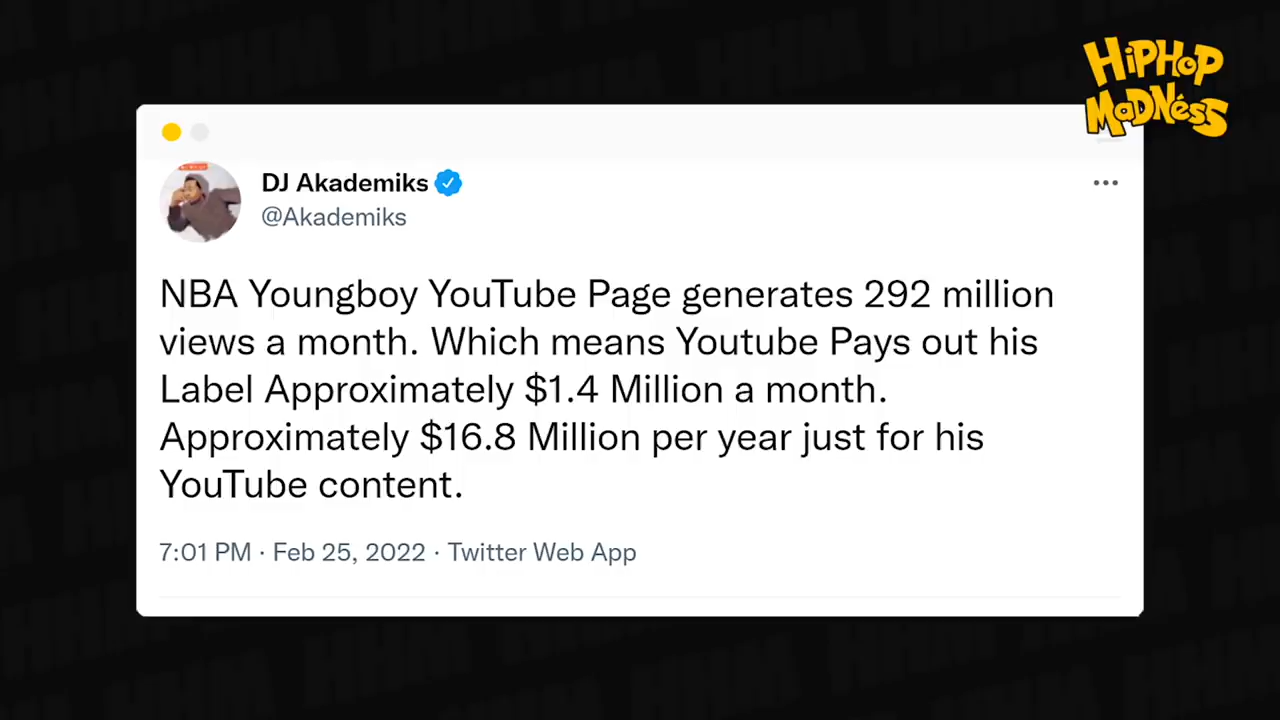 HIPHOP
MADNéSS
DJ Akademiks
@Akademiks
NBA Youngboy YouTube Page generates 292 million
views a month. Which means Youtube Pays out his
Label Approximately $1.4 Million a month.
Approximately $16.8 Million per year just for his
YouTube content.
7:01 PM · Feb 25, 2022 · Twitter Web App